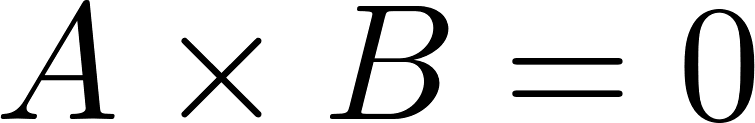 A × B = 0